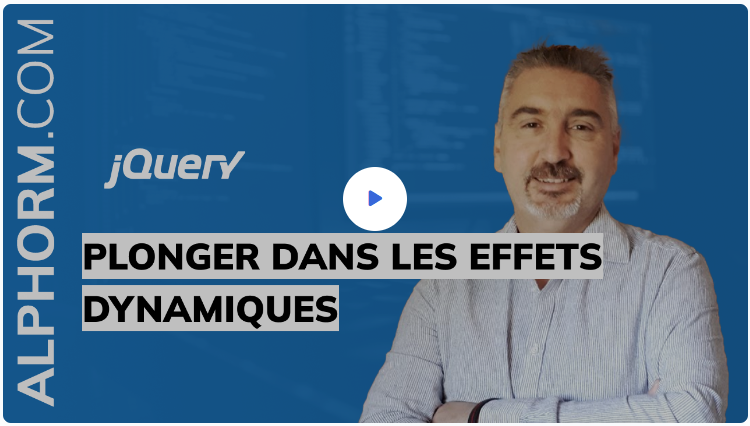 ALPHORM.COM
jQuery
PLONGER DANS LES EFFETS
DYNAMIQUES